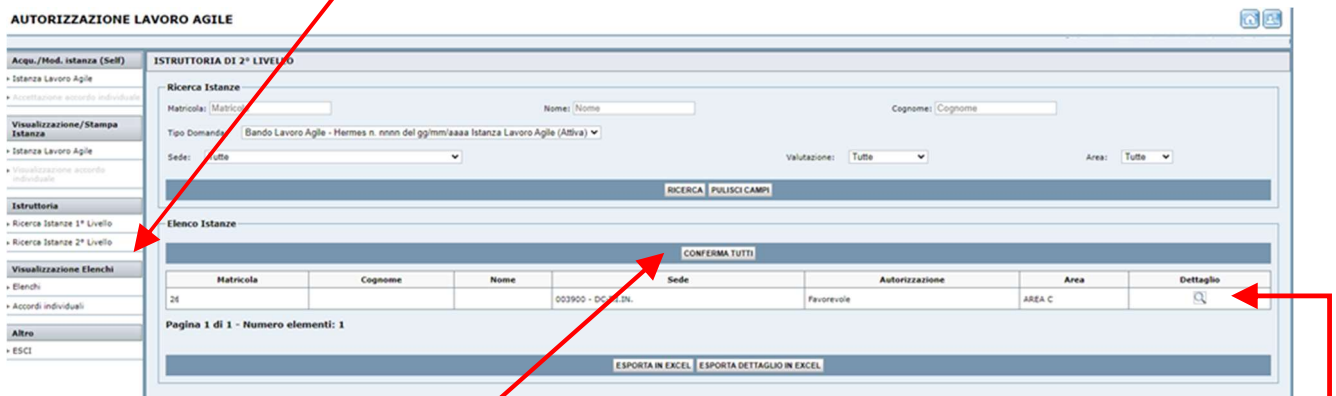 AUTORIZZAZIONE LAVORO AGILE
Acqu./Mod. istanza (Self)
Istanza Lavoro Agile
Accettazione accordo individuale
Visualizzazione/Stampa
Istanza
Istanza Lavoro Agile
Visualizzazione accordo
individuale
Istruttoria
Ricerca Istanze 1° Livello
Ricerca Istanze 2° Livello
Visualizzazione Elenchi
Elenchi
Accordi individuali
Altro
ESCI
ISTRUTTORIA DI 2° LIVELLO
Ricerca Istanze
Matricola: Matricola Nome: Nome Cognome: Cognome
Tipo Domanda: Bando Lavoro Agile - Hermes n. nnnn del gg/mm/aaaa Istanza Lavoro Agile (Attiva)
Sede: Tutte Valutazione: Tutte Area: Tutte
RICERCA PULISCI CAMPI
Elenco Istanze
CONFERMA TUTTI
Matricola Cognome Nome Sede Autorizzazione Area Dettaglio
26 003900 - Favorevole AREA C
Pagina 1 di 1 - Numero elementi: 1
ESPORTA IN EXCEL ESPORTA DETTAGLIO IN EXCEL